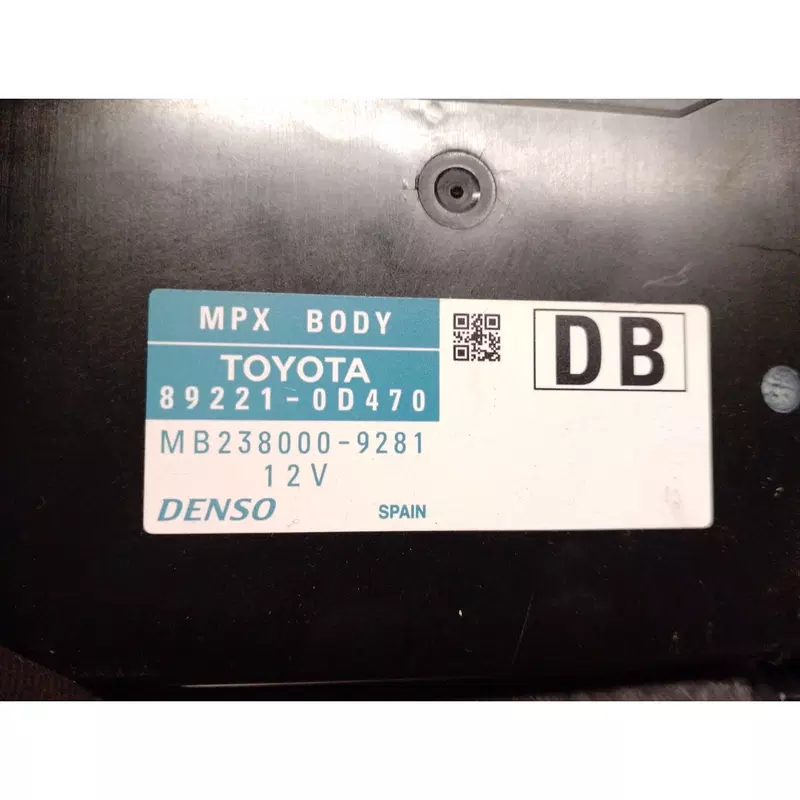 MPX BODY
TOYOTA
89221-0D470
MB238000-9281
12V
DENSO
SPAIN
DB